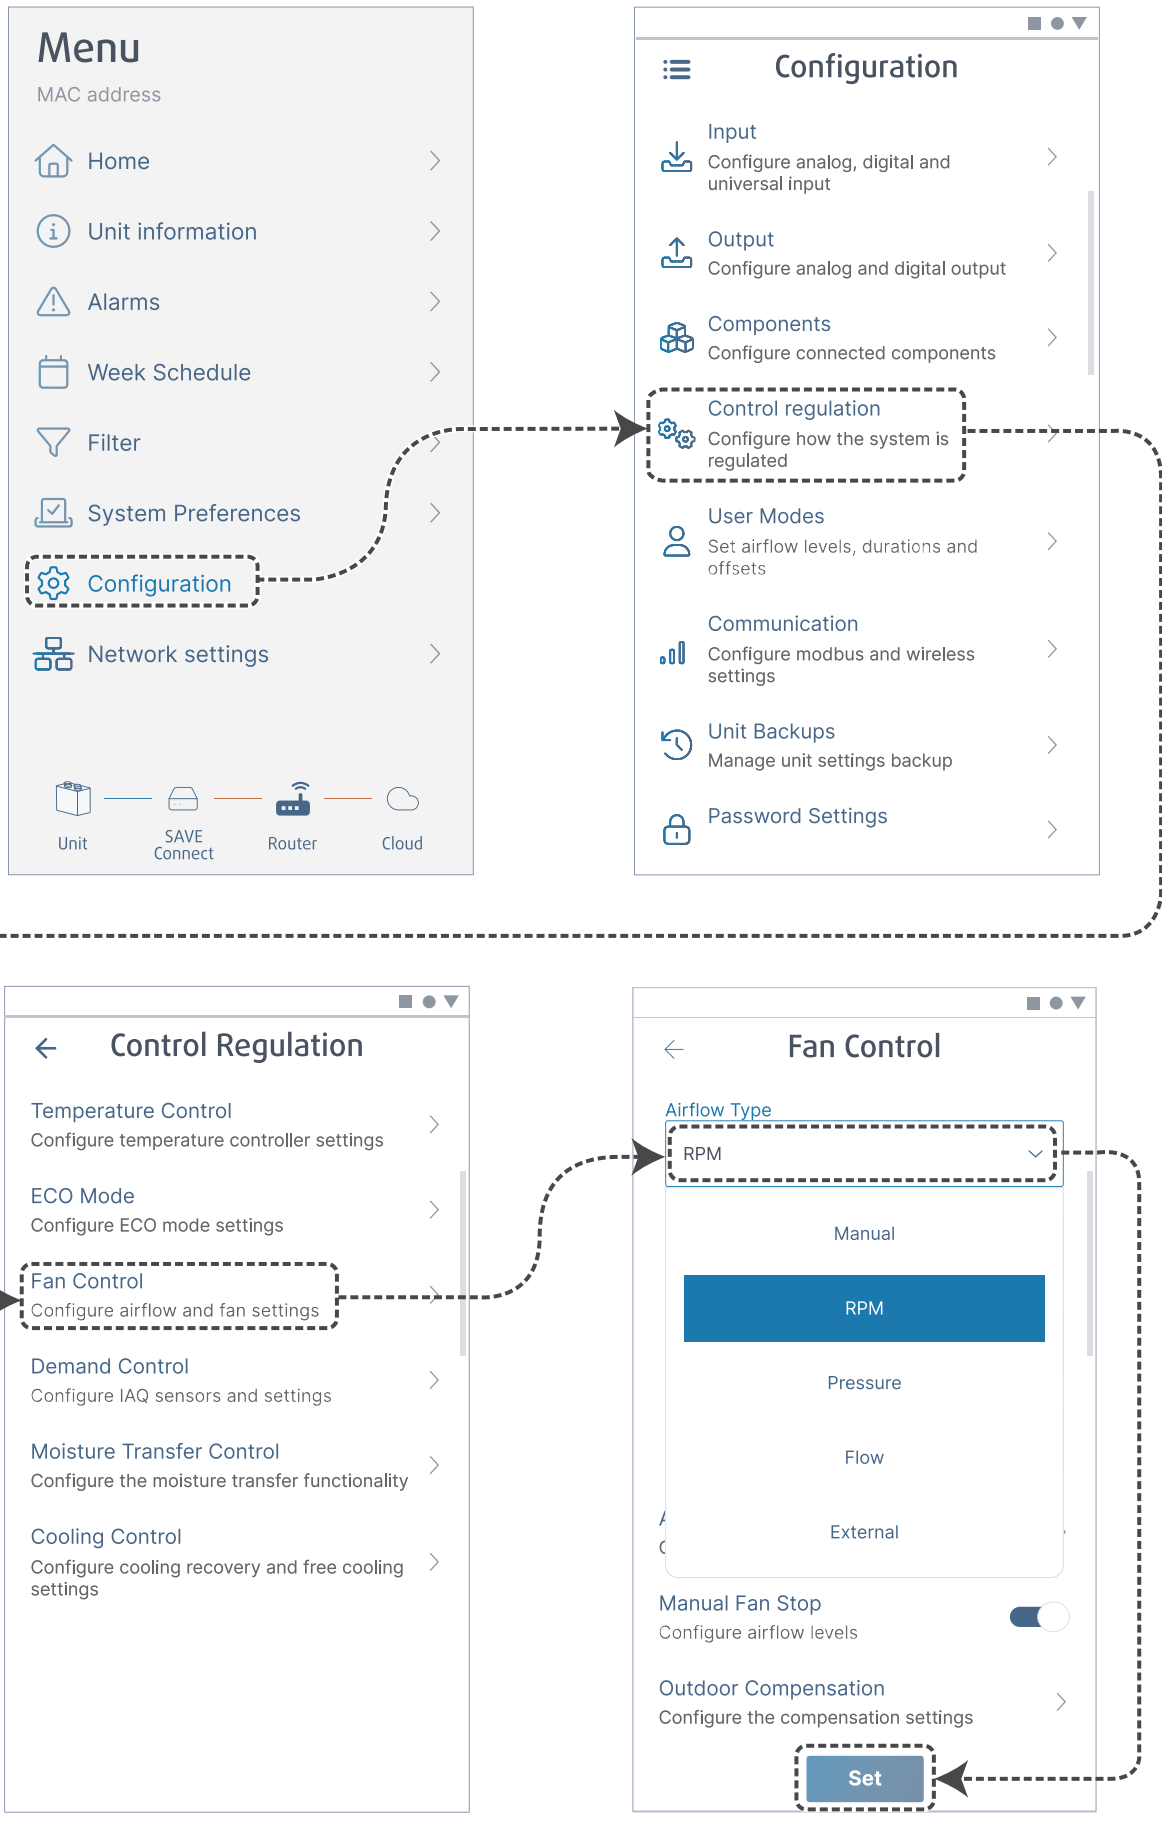 Menu
MAC address
Home
Unit information
Alarms
Week Schedule
Filter
System Preferences
Configuration
Network settings
Unit
SAVE
Connect
Router
Cloud
Configuration
Input
Configure analog, digital and
universal input
Output
Configure analog and digital output
Components
Configure connected components
Control regulation
Configure how the system is
regulated
User Modes
Set airflow levels, durations and
offsets
Communication
Configure modbus and wireless
settings
Unit Backups
Manage unit settings backup
Password Settings
Control Regulation
Temperature Control
Configure temperature controller settings
ECO Mode
Configure ECO mode settings
Fan Control
Configure airflow and fan settings
Demand Control
Configure IAQ sensors and settings
Moisture Transfer Control
Configure the moisture transfer functionality
Cooling Control
Configure cooling recovery and free cooling
settings
Fan Control
Airflow Type
RPM
Manual
RPM
Pressure
Flow
External
Manual Fan Stop
Configure airflow levels
Outdoor Compensation
Configure the compensation settings
Set